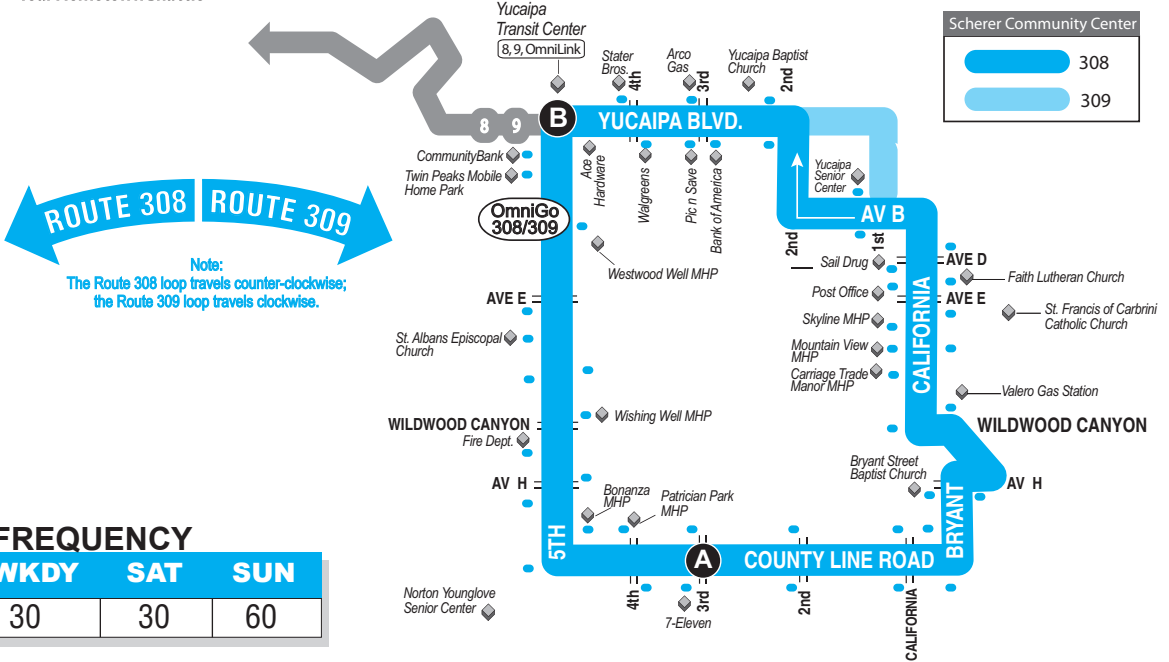 Yucaipa
Transit Center
8, 9, OmniLink
Stater
Bros.
4th
Arco
Gas
3rd
Yucaipa Baptist
Church
2nd
Scherer Community Center
308
309
8
9
B
YUCAIPA BLVD.
CommunityBank
Twin Peaks Mobile
Home Park
Ace
Hardware
Walgreens
Pic n Save
Bank of America
Yucaipa
Senior
Center
ROUTE 308
ROUTE 309
OmniGo
308/309
AV B
2nd
1st
Note:
The Route 308 loop travels counter-clockwise;
the Route 309 loop travels clockwise.
Westwood Well MHP
Sail Drug
AVE D
Faith Lutheran Church
AVE E
Post Office
AVE E
St. Francis of Carbrini
Catholic Church
Skyline MHP
St. Albans Episcopal
Church
Mountain View
MHP
Carriage Trade
Manor MHP
CALIFORNIA
Valero Gas Station
Wishing Well MHP
WILDWOOD CANYON
Fire Dept.
WILDWOOD CANYON
Bryant Street
Baptist Church
AV H
AV H
Bonanza
MHP
Patrician Park
MHP
BRYANT
5TH
A
COUNTY LINE ROAD
FREQUENCY
WKDY SAT SUN
30 30 60
Norton Younglove
Senior Center
4th
3rd
7-Eleven
2nd
CALIFORNIA